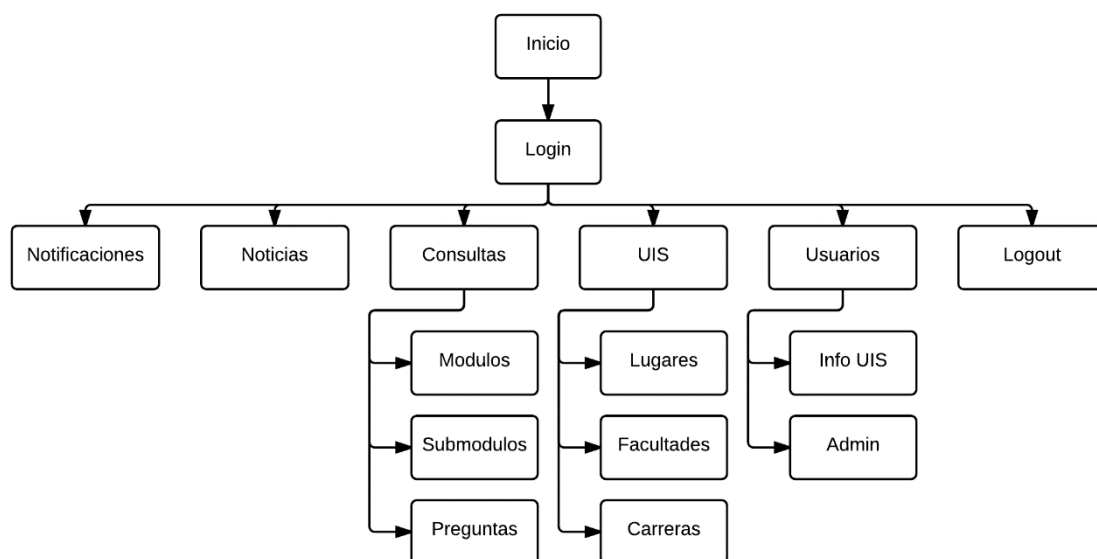 Inicio
Login
Notificaciones
Noticias
Consultas
UIS
Usuarios
Logout
Modulos
Lugares
Info UIS
Submodulos
Facultades
Admin
Preguntas
Carreras